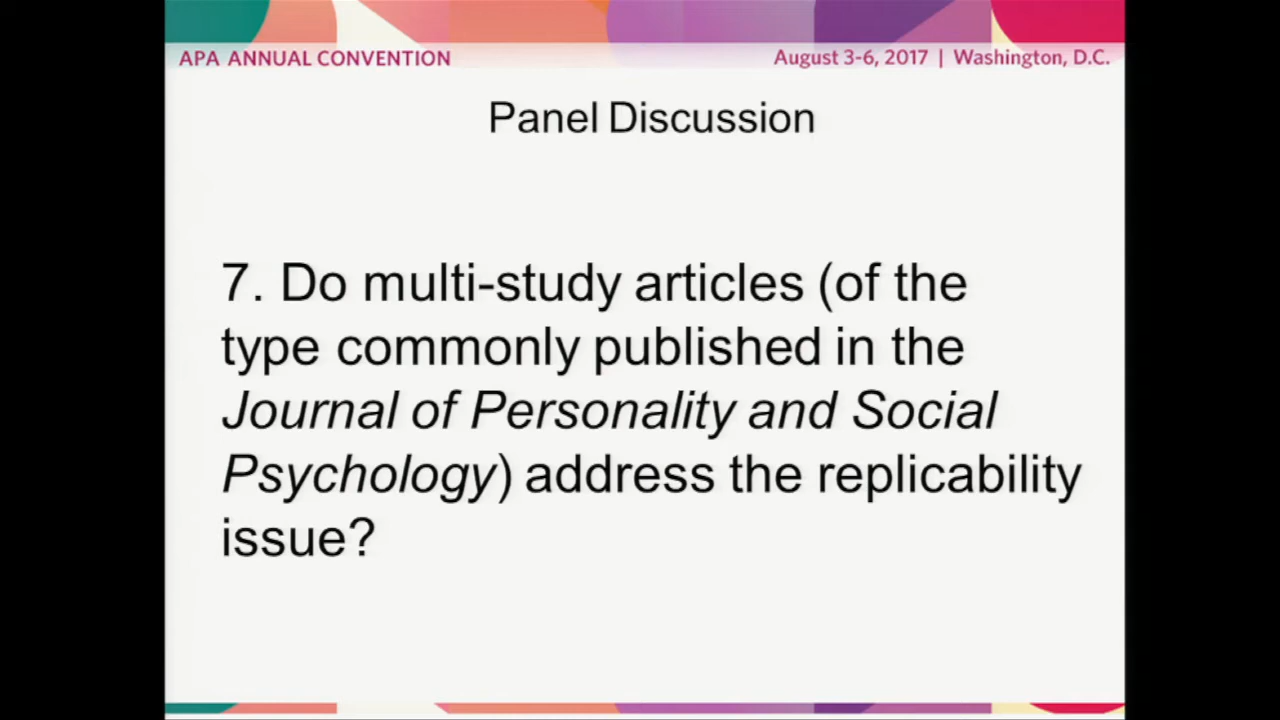 APA ANNUAL CONVENTION
August 3-6, 2017 | Washington, D.C.
Panel Discussion
7. Do multi-study articles (of the
type commonly published in the
Journal of Personality and Social
Psychology) address the replicability
issue?